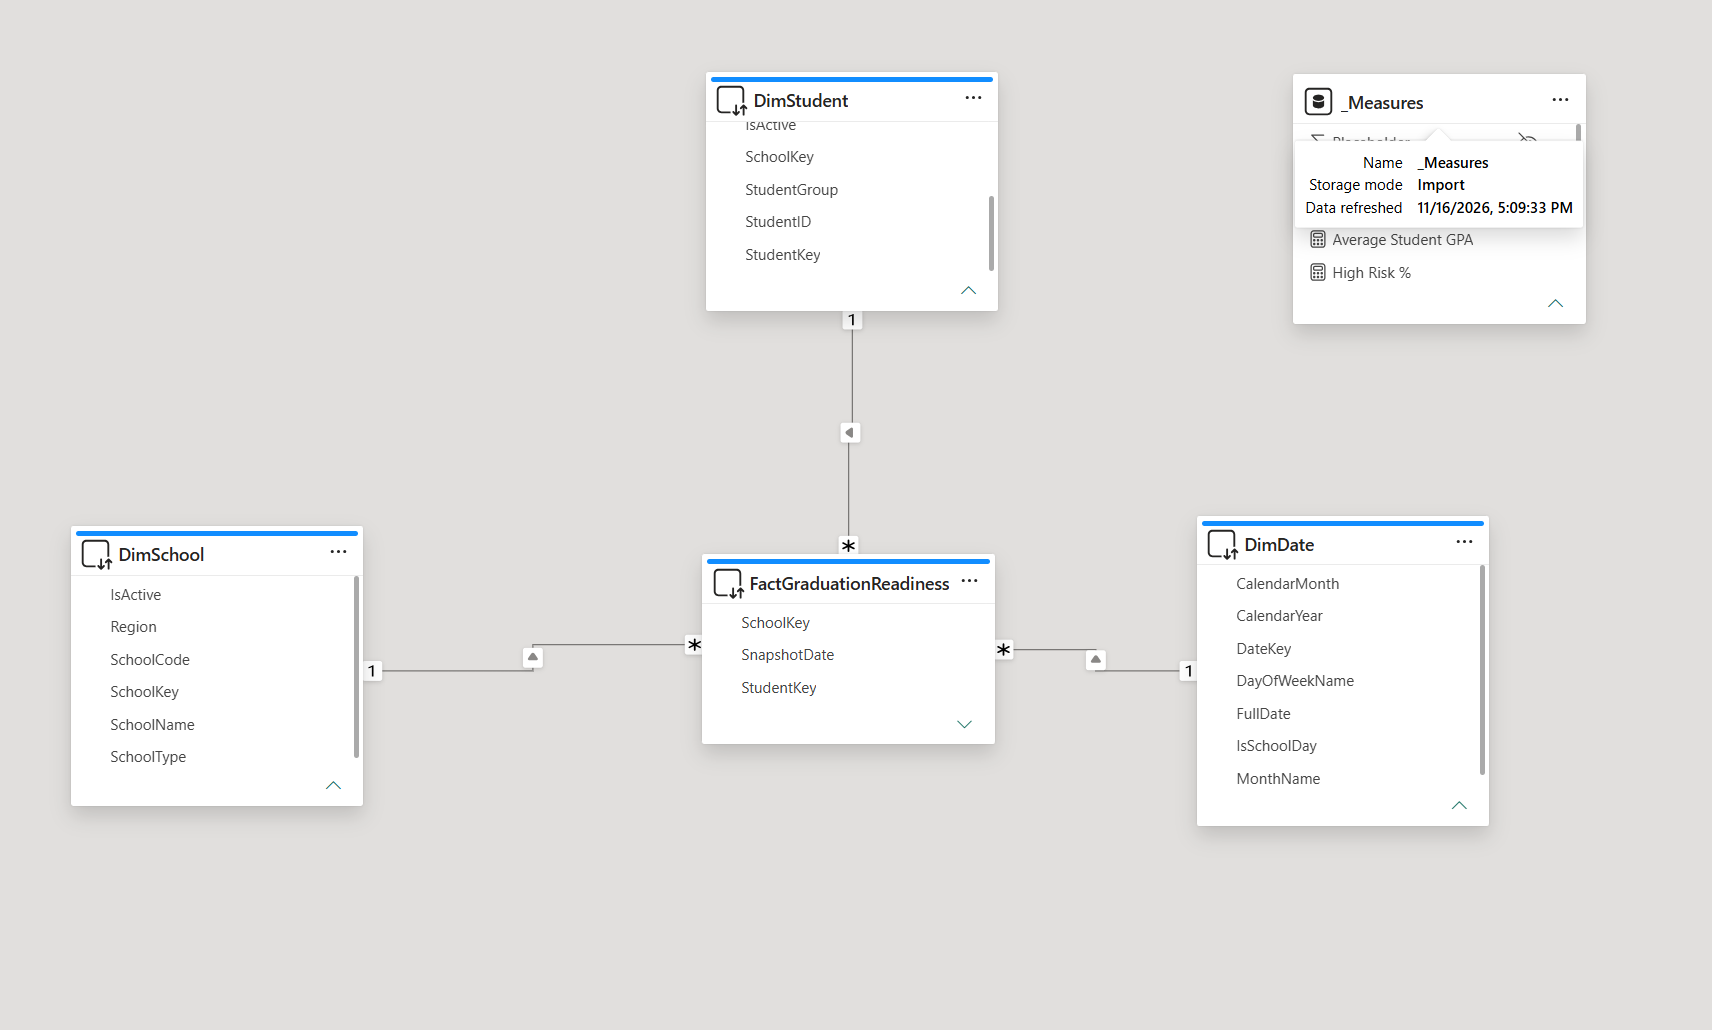 DimStudent
IsActive
SchoolKey
StudentGroup
StudentID
StudentKey
_Measures
Placeholder
Name _Measures
Storage mode Import
Data refreshed 11/16/2026, 5:09:33 PM
Average Student GPA
High Risk %
1
*
DimSchool
IsActive
Region
SchoolCode
SchoolKey
SchoolName
SchoolType
1
*
FactGraduationReadiness
SchoolKey
SnapshotDate
StudentKey
*
1
DimDate
CalendarMonth
CalendarYear
DateKey
DayOfWeekName
FullDate
IsSchoolDay
MonthName